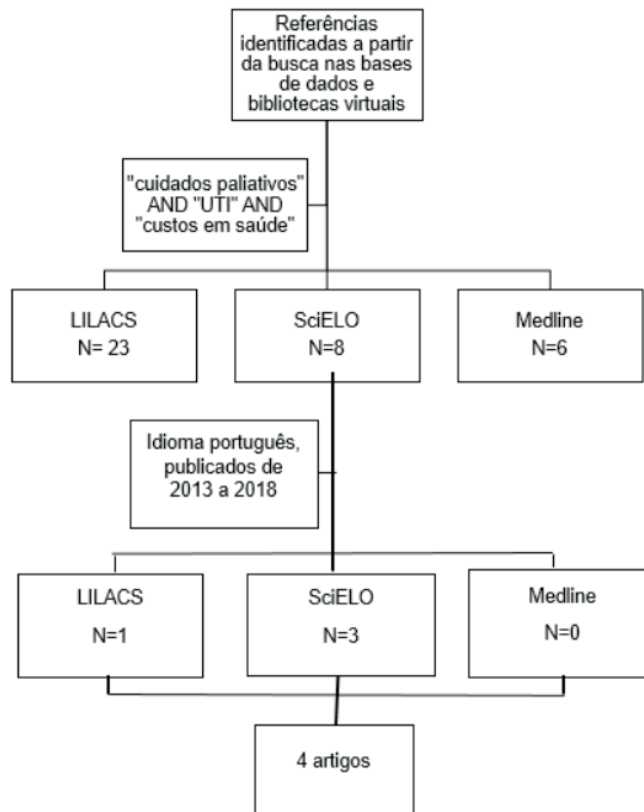 Referências
identificadas a partir
da busca nas bases
de dados e
bibliotecas virtuais
"cuidados paliativos"
AND "UTI" AND
"custos em saúde"
LILACS
N= 23
SciELO
N=8
Medline
N=6
Idioma português,
publicados de
2013 a 2018
LILACS
N=1
SciELO
N=3
Medline
N=0
4 artigos